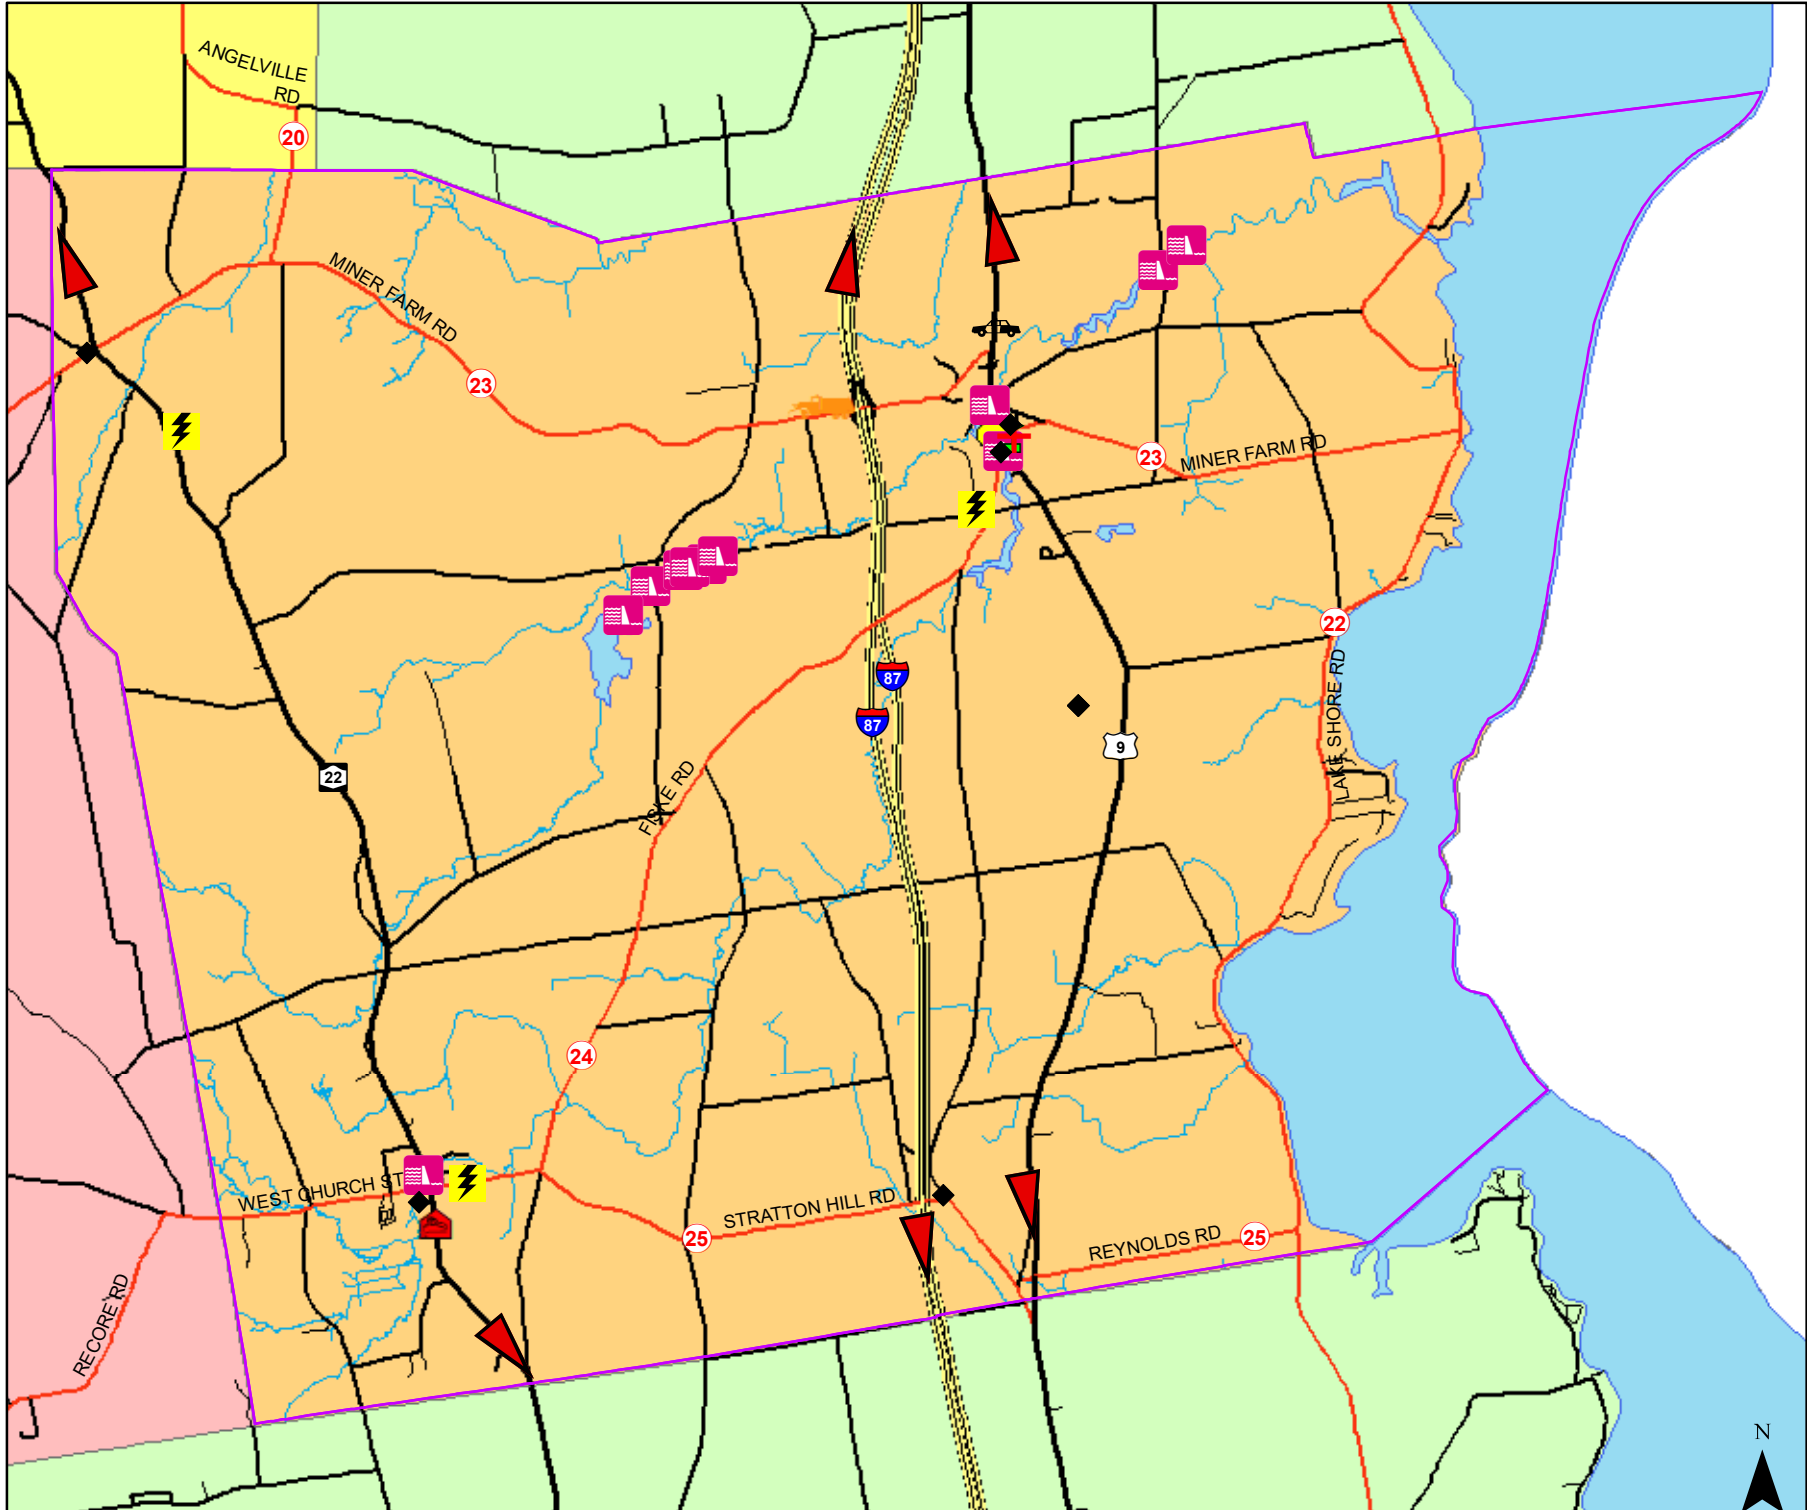 ANGELVILLE
RD
20
MINER FARM RD
23
23
MINER FARM RD
22
87
87
LAKE SHORE RD
9
22
FISKE RD
24
WEST CHURCH ST
STRATTON HILL RD
25
REYNOLDS RD
25
RECORE RD
N